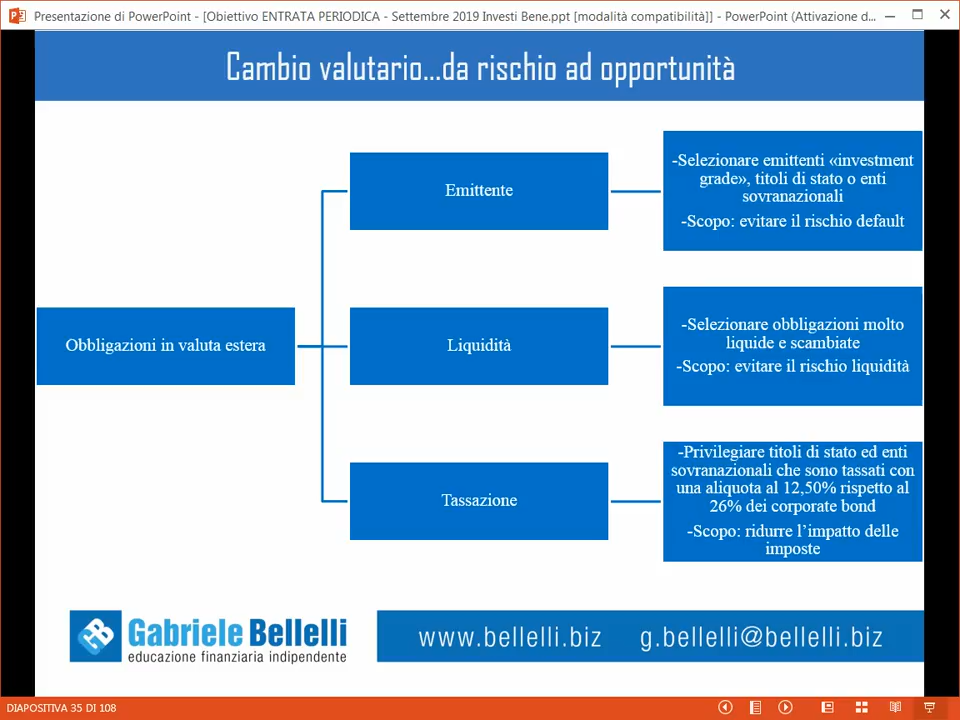 Presentazione di PowerPoint - [Obiettivo ENTRATA PERIODICA - Settembre 2019 Investi Bene.ppt [modalità compatibilità]] - PowerPoint (Attivazione d...
Cambio valutario...da rischio ad opportunità
Obbligazioni in valuta estera
Emittente
-Selezionare emittenti «investment
grade», titoli di stato o enti
sovranazionali
-Scopo: evitare il rischio default
Liquidità
-Selezionare obbligazioni molto
liquide e scambiate
-Scopo: evitare il rischio liquidità
Tassazione
-Privilegiare titoli di stato ed enti
sovranazionali che sono tassati con
una aliquota al 12,50% rispetto al
26% dei corporate bond
-Scopo: ridurre l'impatto delle
imposte
GB
Gabriele Bellelli
educazione finanziaria indipendente
www.bellelli.biz g.bellelli@bellelli.biz
DIAPOSITIVA 35 DI 108